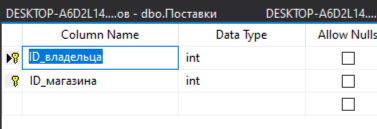 DESKTOP-A6D2L14....ов - dbo.Поставки DESKTOP-A6D2L14....
Column Name Data Type Allow Nulls
ID_владельца int
ID_магазина int